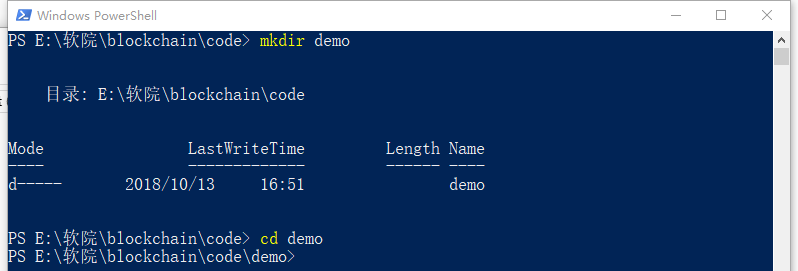 Windows PowerShell
PS E:\软院\blockchain\code> mkdir demo
目录: E:\软院\blockchain\code
Mode                LastWriteTime         Length Name
----                -------------         ------ ----
d-----       2018/10/13     16:51                demo
PS E:\软院\blockchain\code> cd demo
PS E:\软院\blockchain\code\demo>